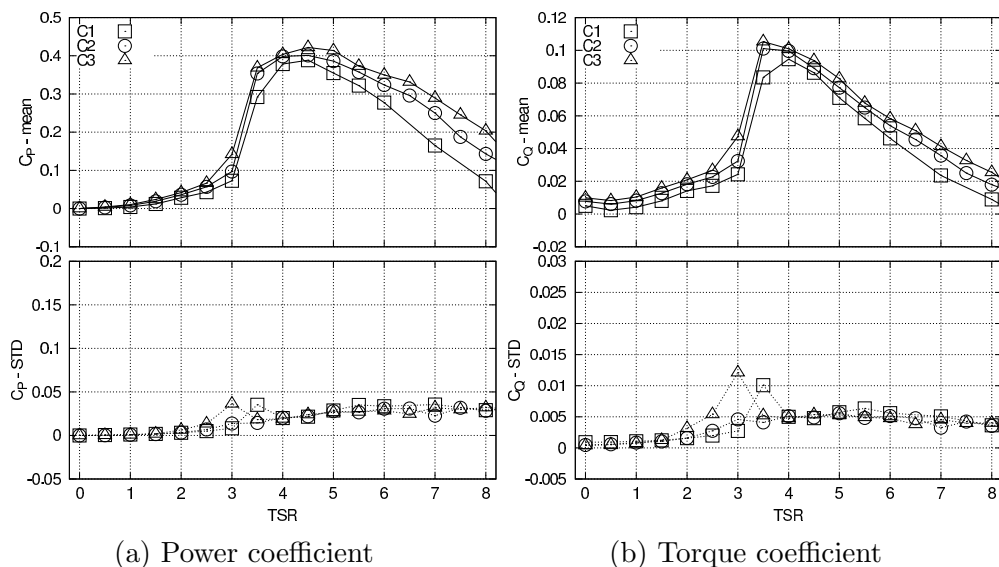 C1
C2
C3
0.5
0.4
0.3
0.2
0.1
0
-0.1
C_P - mean
0.2
0.15
0.1
0.05
0
-0.05
C_P - STD
0 1 2 3 4 5 6 7 8
TSR
(a) Power coefficient
C1
C2
C3
0.12
0.1
0.08
0.06
0.04
0.02
0
-0.02
C_Q - mean
0.03
0.025
0.02
0.015
0.01
0.005
0
-0.005
C_Q - STD
0 1 2 3 4 5 6 7 8
TSR
(b) Torque coefficient